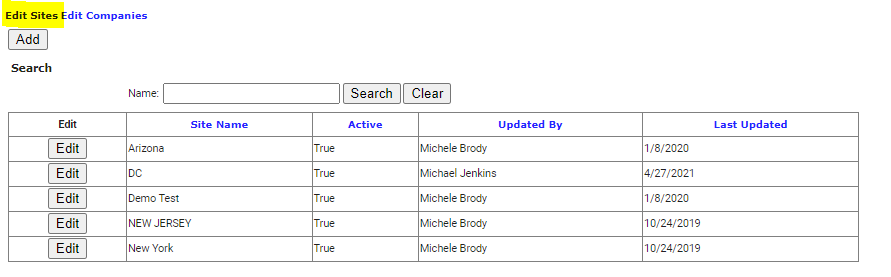 Edit Sites Edit Companies
Add
Search
Name: Search Clear
Edit Site Name Active Updated By Last Updated
Edit Arizona True Michele Brody 1/8/2020
Edit DC True Michael Jenkins 4/27/2021
Edit Demo Test True Michele Brody 1/8/2020
Edit NEW JERSEY True Michele Brody 10/24/2019
Edit New York True Michele Brody 10/24/2019